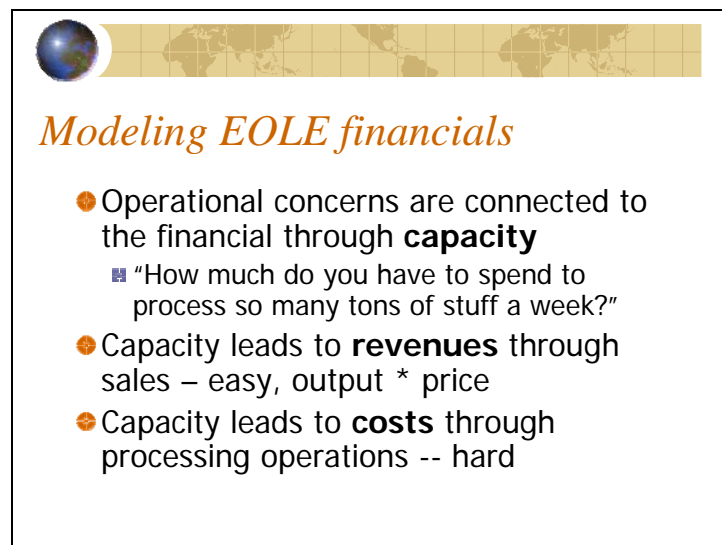 Modeling EOLE financials
Operational concerns are connected to
the financial through capacity
"How much do you have to spend to
process so many tons of stuff a week?"
Capacity leads to revenues through
sales – easy, output * price
Capacity leads to costs through
processing operations -- hard